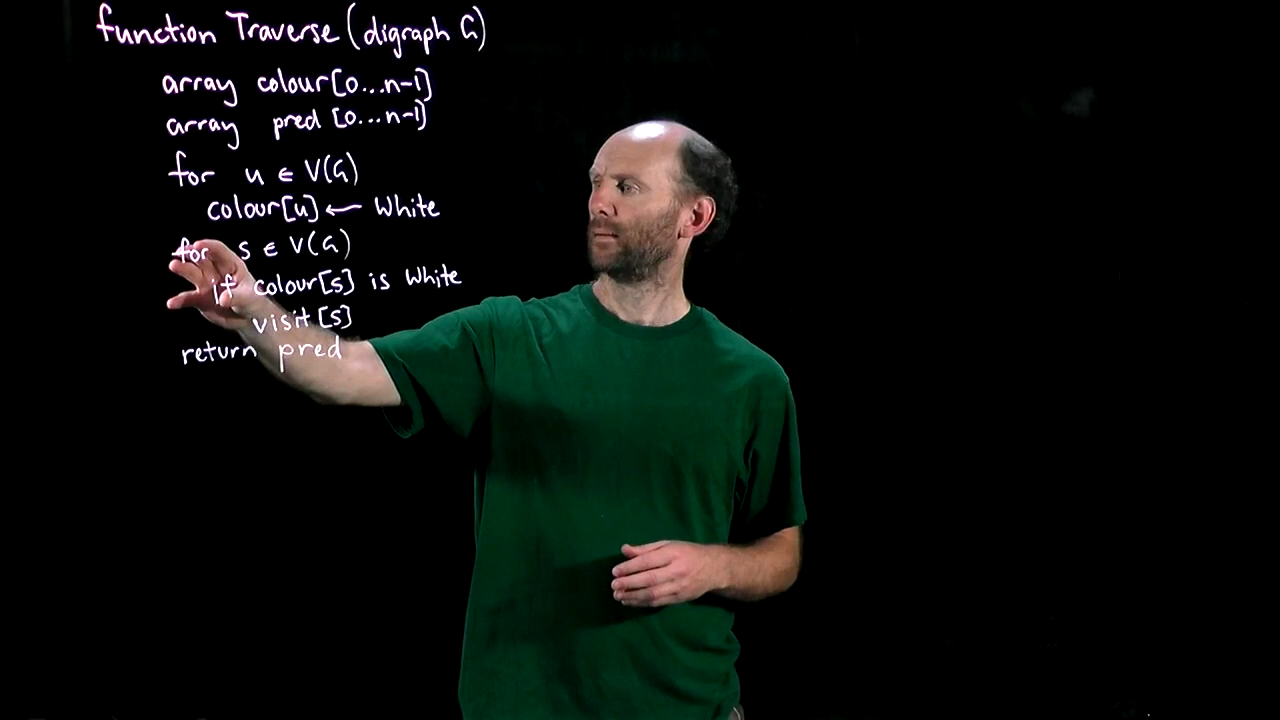 function Traverse (digraph G)
array colour[0...n-1]
array pred [0...n-1]
for u ∈ V(G)
colour[u] ← White
for s ∈ V(G)
if colour[s] is White
visit[s]
return pred